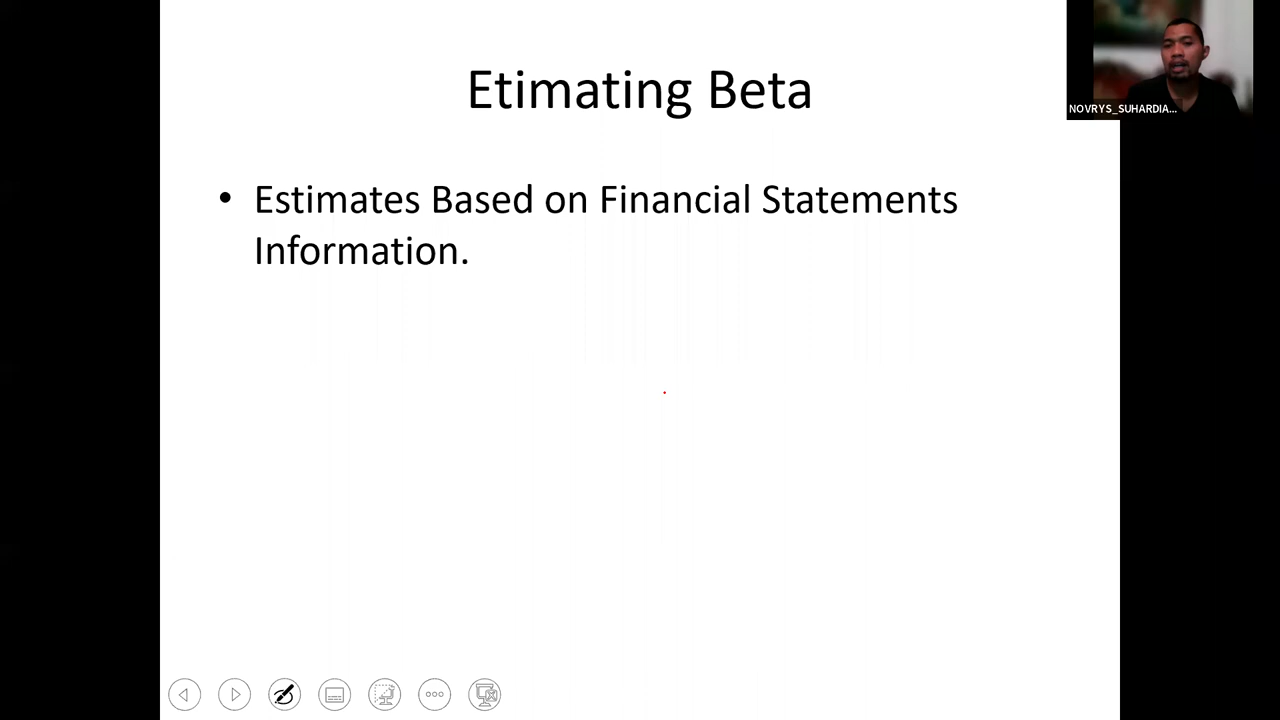 Etimating Beta
• Estimates Based on Financial Statements
Information.
NOVRYS_SUHARDIA...